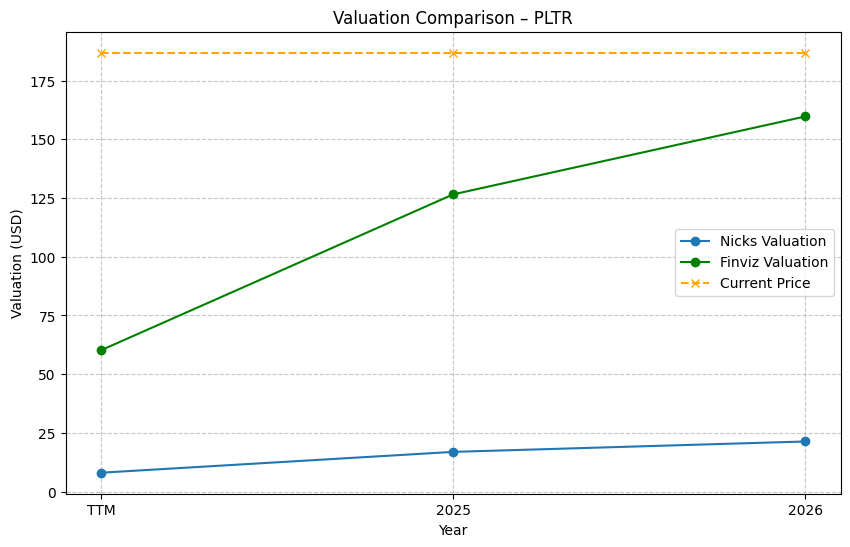 Valuation Comparison – PLTR
Valuation (USD)
175
150
125
100
75
50
25
0
Nicks Valuation
Finviz Valuation
Current Price
TTM
2025
2026
Year